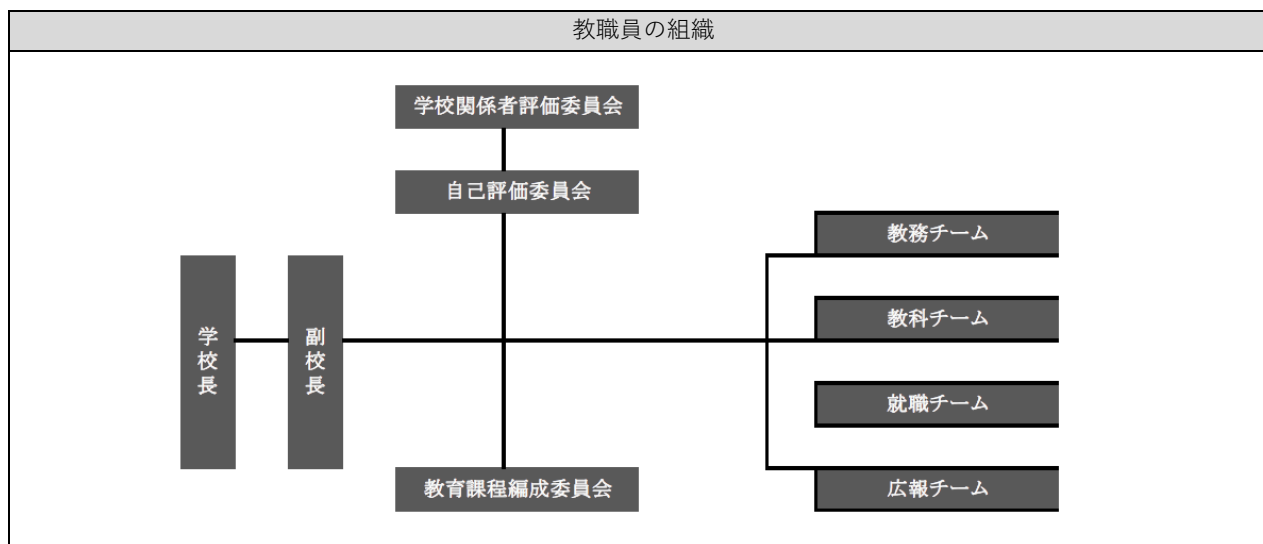 教職員の組織
学校関係者評価委員会
自己評価委員会
学校長
副校長
教務チーム
教科チーム
就職チーム
広報チーム
教育課程編成委員会